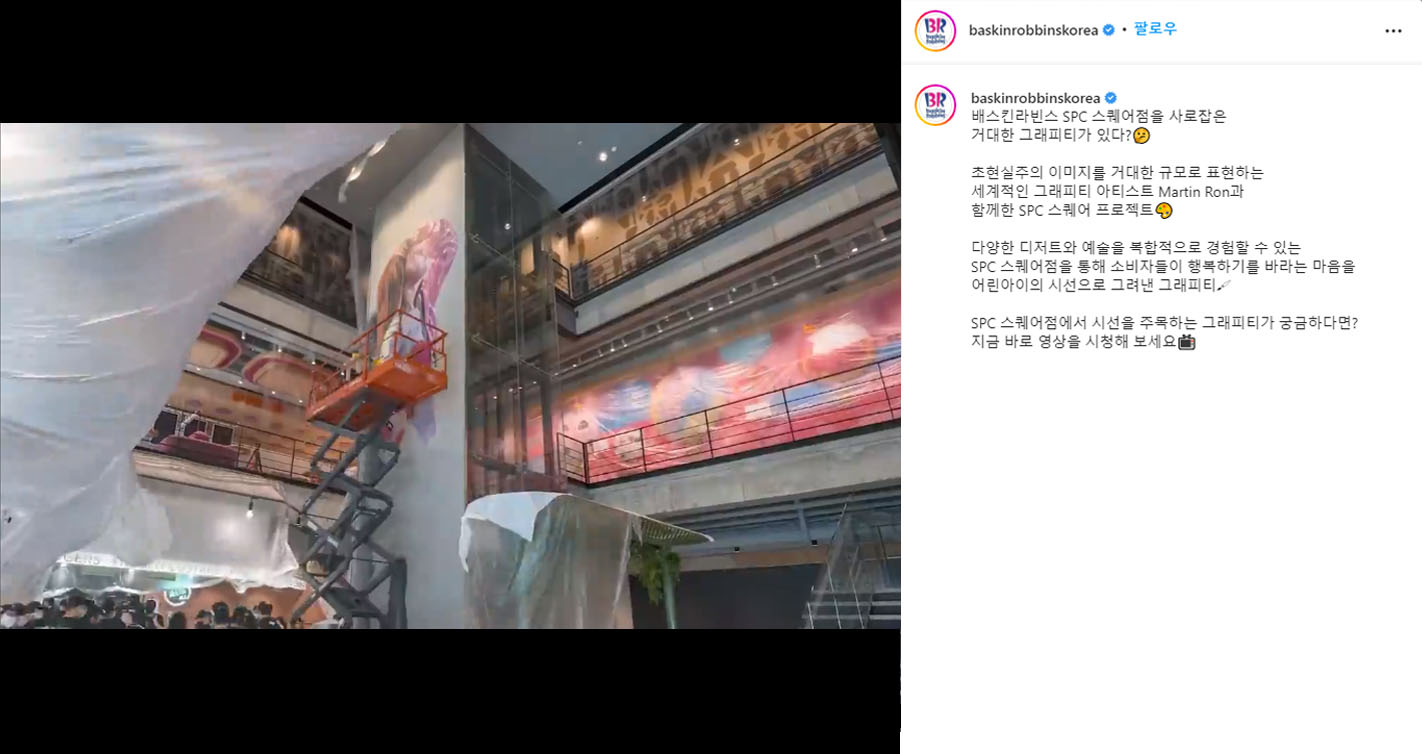 baskinrobbinskorea • 팔로우
baskinrobbinskorea
배스킨라빈스 SPC 스퀘어점을 사로잡은
거대한 그래피티가 있다?🫤
초현실주의 이미지를 거대한 규모로 표현하는
세계적인 그래피티 아티스트 Martin Ron과
함께한 SPC 스퀘어 프로젝트🎨
다양한 디저트와 예술을 복합적으로 경험할 수 있는
SPC 스퀘어점을 통해 소비자들이 행복하기를 바라는 마음을
어린아이의 시선으로 그려낸 그래피티🖌
SPC 스퀘어점에서 시선을 주목하는 그래피티가 궁금하다면?
지금 바로 영상을 시청해 보세요📺
BR
BR